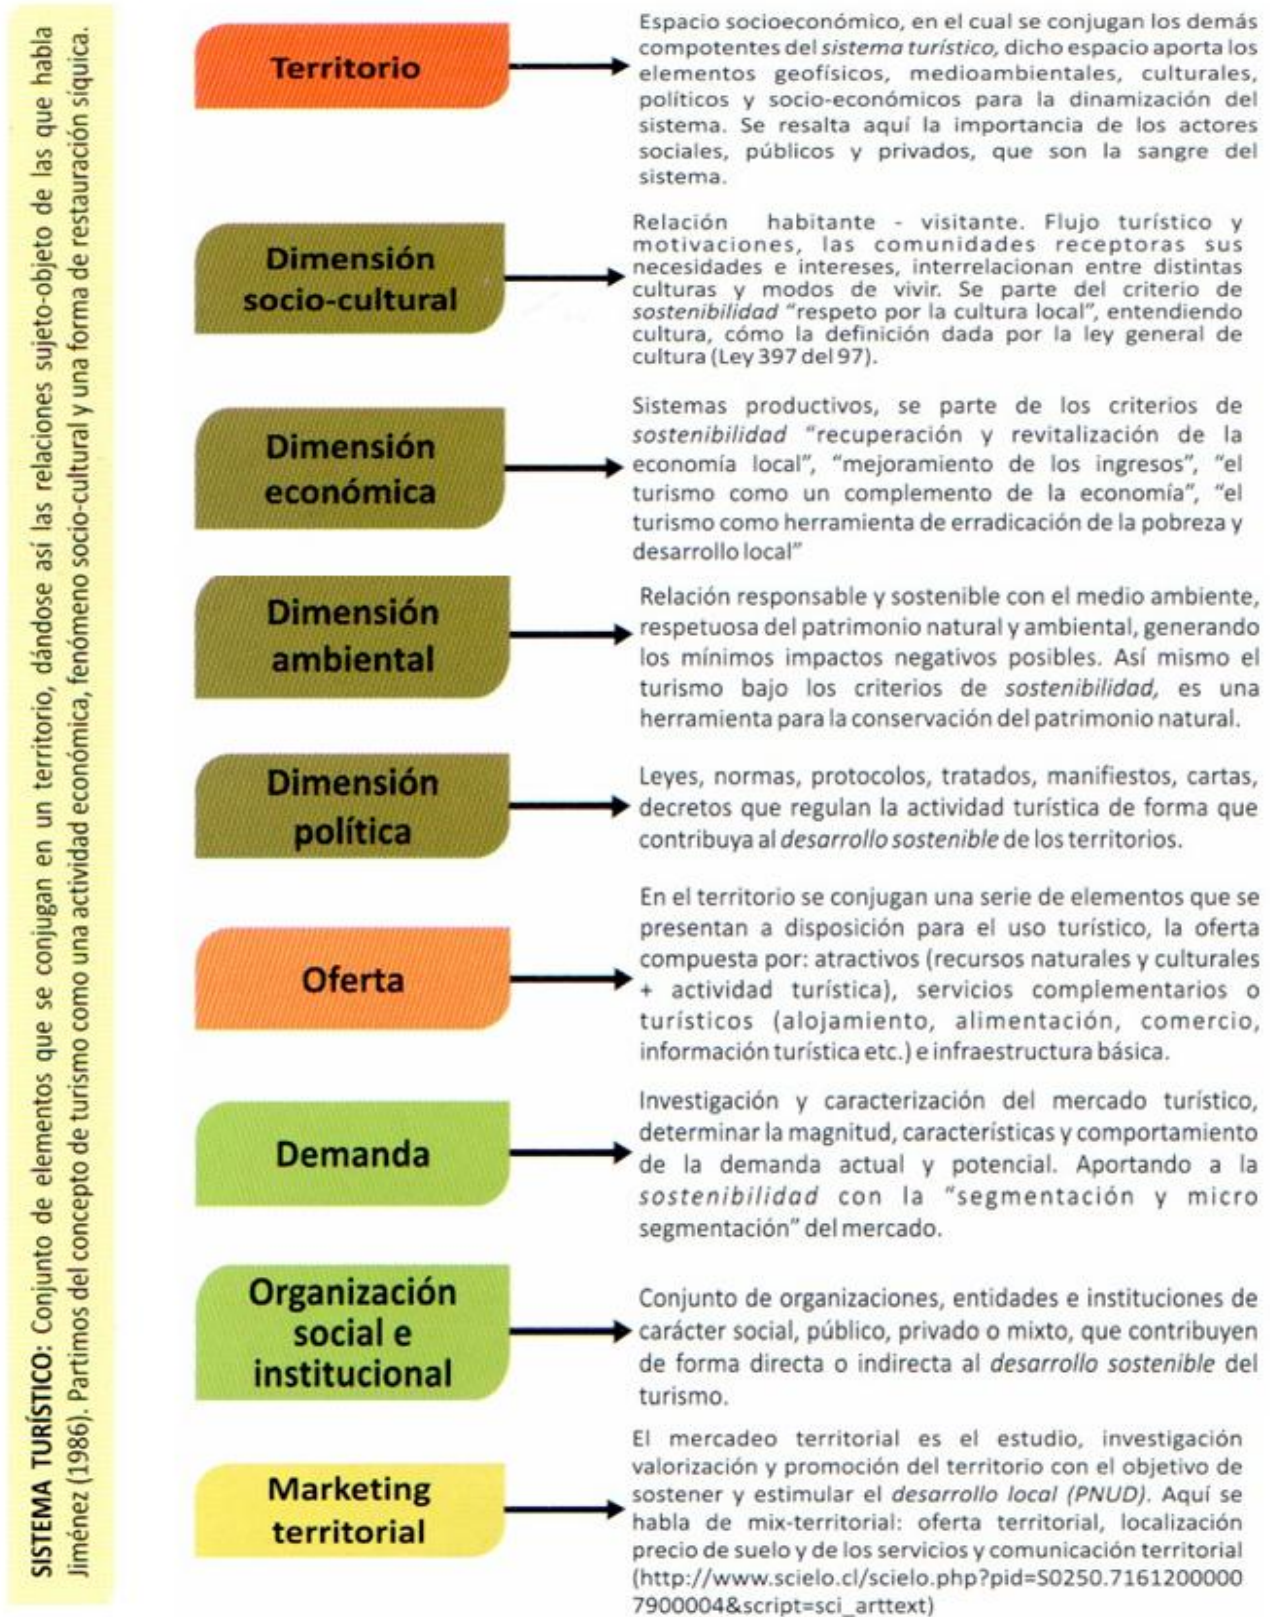 SISTEMA TURÍSTICO: Conjunto de elementos que se conjugan en un territorio, dándose así las relaciones sujeto-objeto de las que habla
Jiménez (1986). Partimos del concepto de turismo como una actividad económica, fenómeno socio-cultural y una forma de restauración síquica.
Territorio
Espacio socioeconómico, en el cual se conjugan los demás
compotentes del sistema turístico, dicho espacio aporta los
elementos geofísicos, medioambientales, culturales,
políticos y socio-económicos para la dinamización del
sistema. Se resalta aquí la importancia de los actores
sociales, públicos y privados, que son la sangre del
sistema.
Dimensión
socio-cultural
Relación habitante - visitante. Flujo turístico y
motivaciones, las comunidades receptoras sus
necesidades e intereses, interrelacionan entre distintas
culturas y modos de vivir. Se parte del criterio de
sostenibilidad "respeto por la cultura local", entendiendo
cultura, cómo la definición dada por la ley general de
cultura (Ley 397 del 97).
Dimensión
económica
Sistemas productivos, se parte de los criterios de
sostenibilidad "recuperación y revitalización de la
economía local", "mejoramiento de los ingresos", "el
turismo como un complemento de la economía", "el
turismo como herramienta de erradicación de la pobreza y
desarrollo local"
Dimensión
ambiental
Relación responsable y sostenible con el medio ambiente,
respetuosa del patrimonio natural y ambiental, generando
los mínimos impactos negativos posibles. Así mismo el
turismo bajo los criterios de sostenibilidad, es una
herramienta para la conservación del patrimonio natural.
Dimensión
política
Leyes, normas, protocolos, tratados, manifiestos, cartas,
decretos que regulan la actividad turística de forma que
contribuya al desarrollo sostenible de los territorios.
Oferta
En el territorio se conjugan una serie de elementos que se
presentan a disposición para el uso turístico, la oferta
compuesta por: atractivos (recursos naturales y culturales
+ actividad turística), servicios complementarios o
turísticos (alojamiento, alimentación, comercio,
información turística etc.) e infraestructura básica.
Demanda
Investigación y caracterización del mercado turístico,
determinar la magnitud, características y comportamiento
de la demanda actual y potencial. Aportando a la
sostenibilidad con la "segmentación y micro
segmentación" del mercado.
Organización
social e
institucional
Conjunto de organizaciones, entidades e instituciones de
carácter social, público, privado o mixto, que contribuyen
de forma directa o indirecta al desarrollo sostenible del
turismo.
Marketing
territorial
El mercadeo territorial es el estudio, investigación
valorización y promoción del territorio con el objetivo de
sostener y estimular el desarrollo local (PNUD). Aquí se
habla de mix-territorial: oferta territorial, localización
precio de suelo y de los servicios y comunicación territorial
(http://www.scielo.cl/scielo.php?pid=S0250.7161200000
7900004&script=sci_arttext)